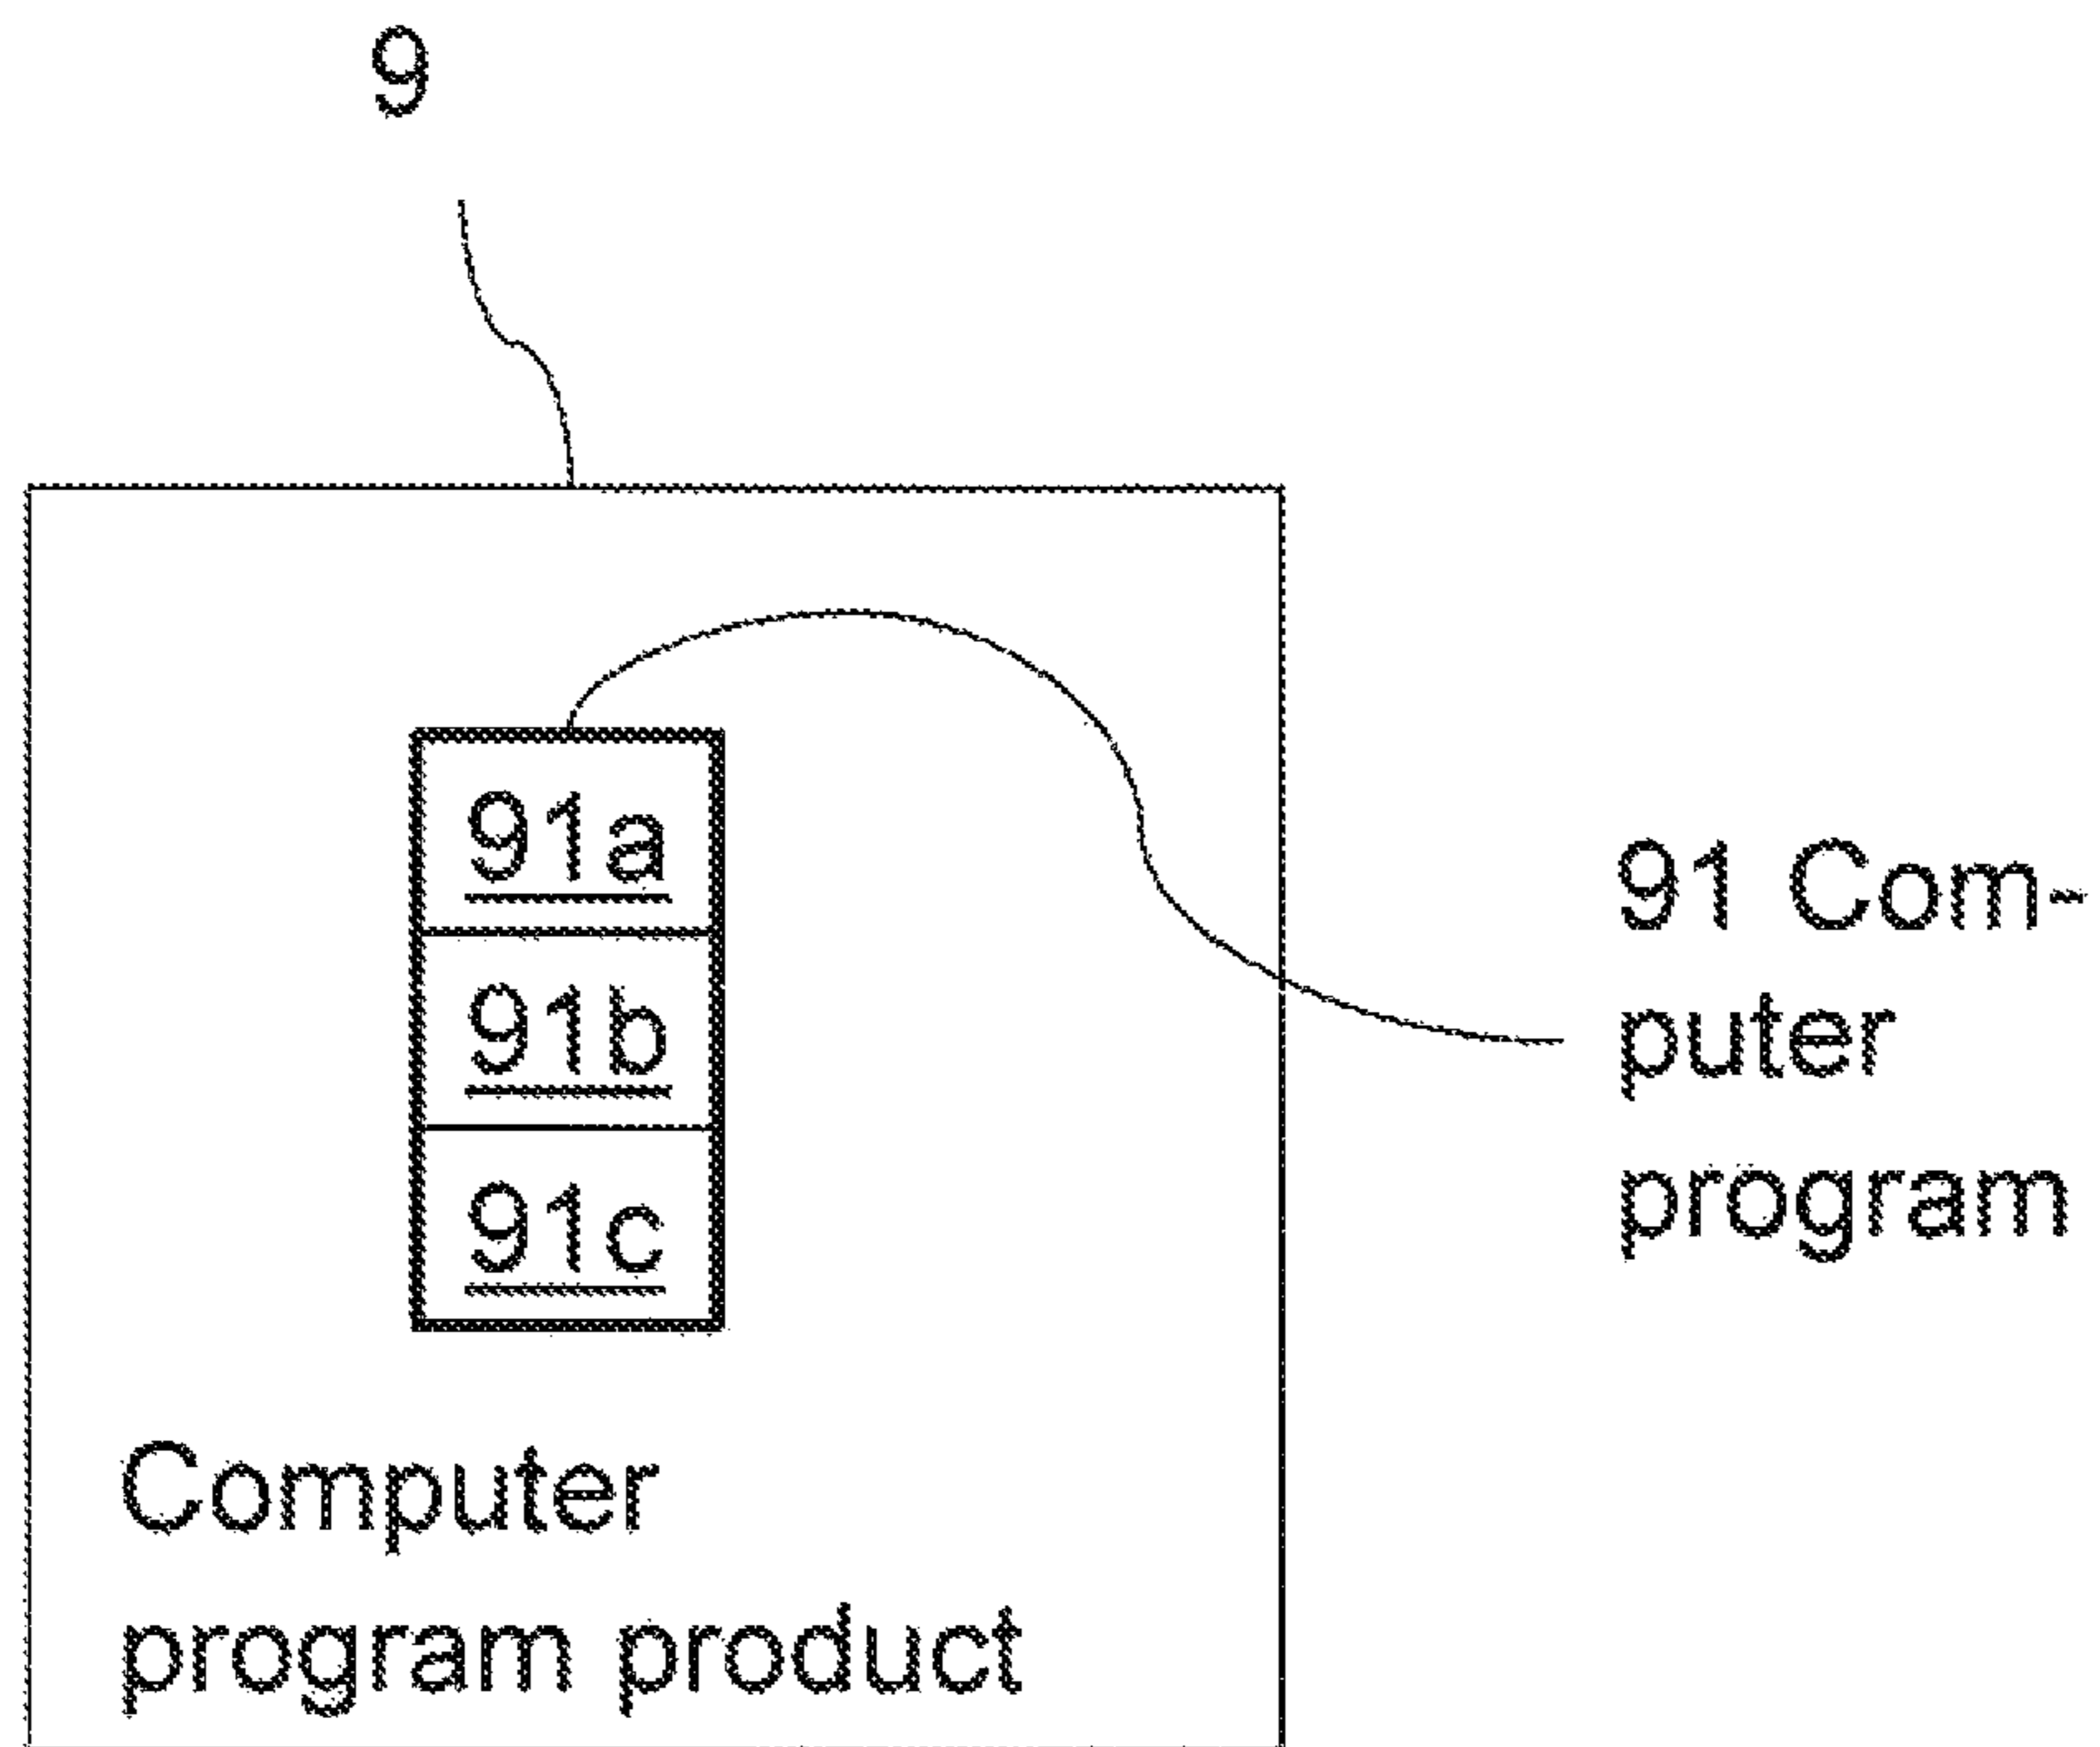 9
91a
91b
91c
91 Com-
puter
program
Computer
program product